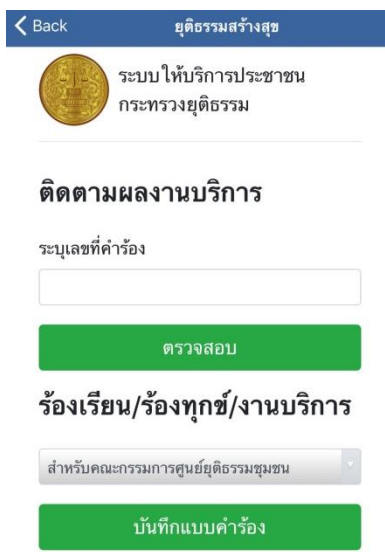 Back
ยุติธรรมสร้างสุข
ระบบให้บริการประชาชน
กระทรวงยุติธรรม
ติดตามผลงานบริการ
ระบุเลขที่คำร้อง
ตรวจสอบ
ร้องเรียน/ร้องทุกข์/งานบริการ
สำหรับคณะกรรมการศูนย์ยุติธรรมชุมชน
บันทึกแบบคำร้อง